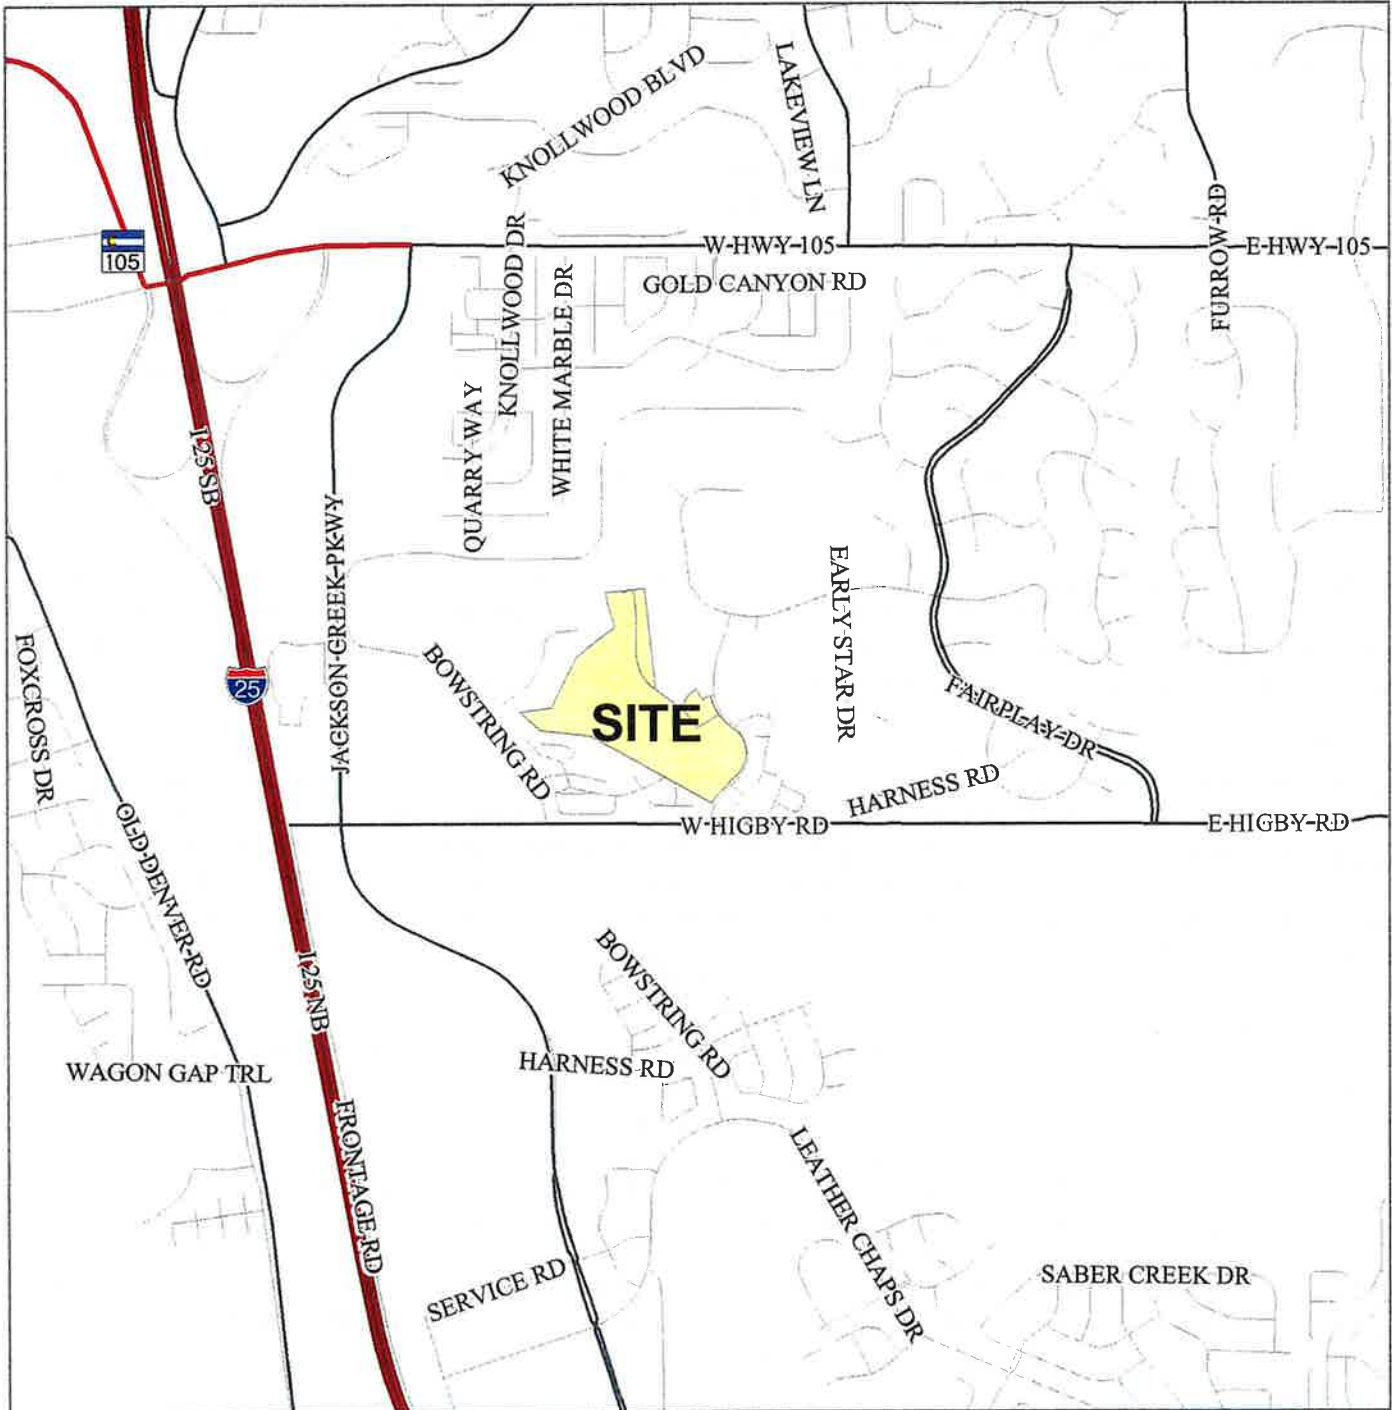 KNOLLWOOD BLVD
LAKEVIEW LN
FURROW RD
105
W HWY 105
E HWY 105
GOLD CANYON RD
KNOLLWOOD DR
WHITE MARBLE DR
QUARRY WAY
I 25 SB
JACKSON CREEK PKWY
EARLY STAR DR
FOXCROSS DR
BOWSTRING RD
25
SITE
FAIRPLAY DR
HARNESS RD
W HIGBY RD
E HIGBY RD
OLD DENVER RD
I 25 NB
BOWSTRING RD
HARNESS RD
WAGON GAP TRL
FRONTAGE RD
LEATHER CHAPS DR
SERVICE RD
SABER CREEK DR